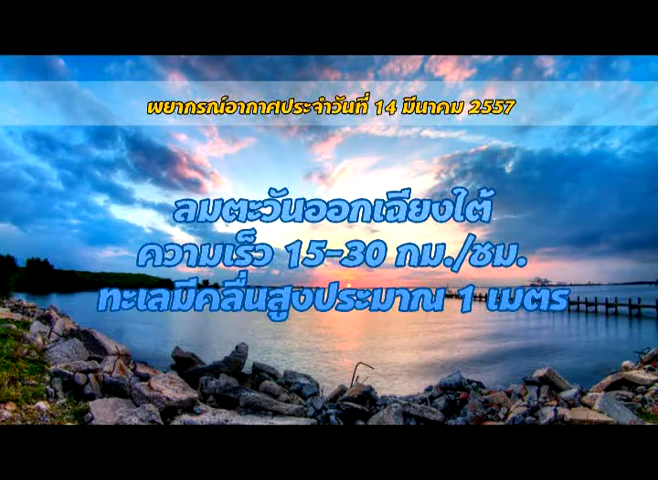 พยากรณ์อากาศประจำวันที่ 14 มีนาคม 2557
ลมตะวันออกเฉียงใต้
ความเร็ว 15-30 กม./ชม.
ทะเลมีคลื่นสูงประมาณ 1 เมตร